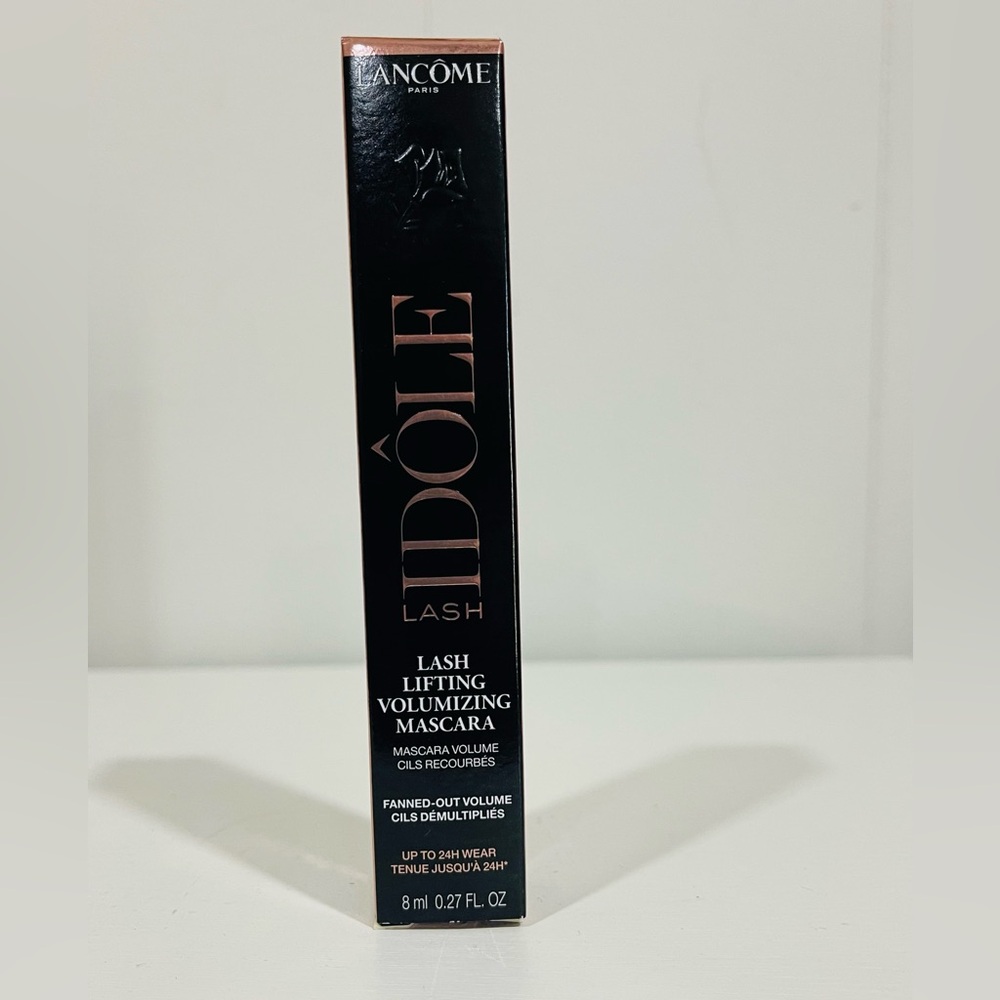 LANCÔME
PARIS
IDÔLE
LASH
LASH
LIFTING
VOLUMIZING
MASCARA
MASCARA VOLUME
CILS RECOURBÉS
FANNED-OUT VOLUME
CILS DÉMULTIPLIÉS
UP TO 24H WEAR
TENUE JUSQU'À 24H*
8 ml 0.27 FL. OZ